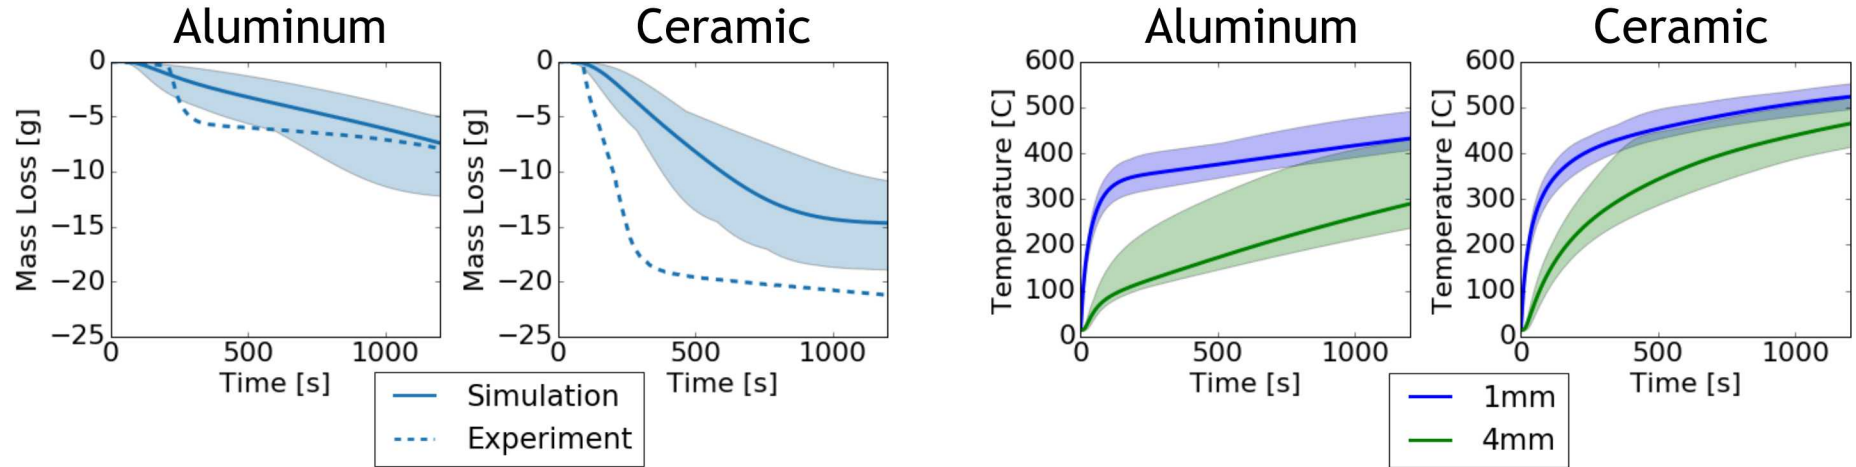 Aluminum
Ceramic
Aluminum
Ceramic
0
−5
−10
−15
−20
−25
Mass Loss [g]
0 500 1000
Time [s]
0
−5
−10
−15
−20
−25
Mass Loss [g]
0 500 1000
Time [s]
Simulation
Experiment
600
500
400
300
200
100
0
Temperature [C]
0 500 1000
Time [s]
600
500
400
300
200
100
0
Temperature [C]
0 500 1000
Time [s]
1mm
4mm